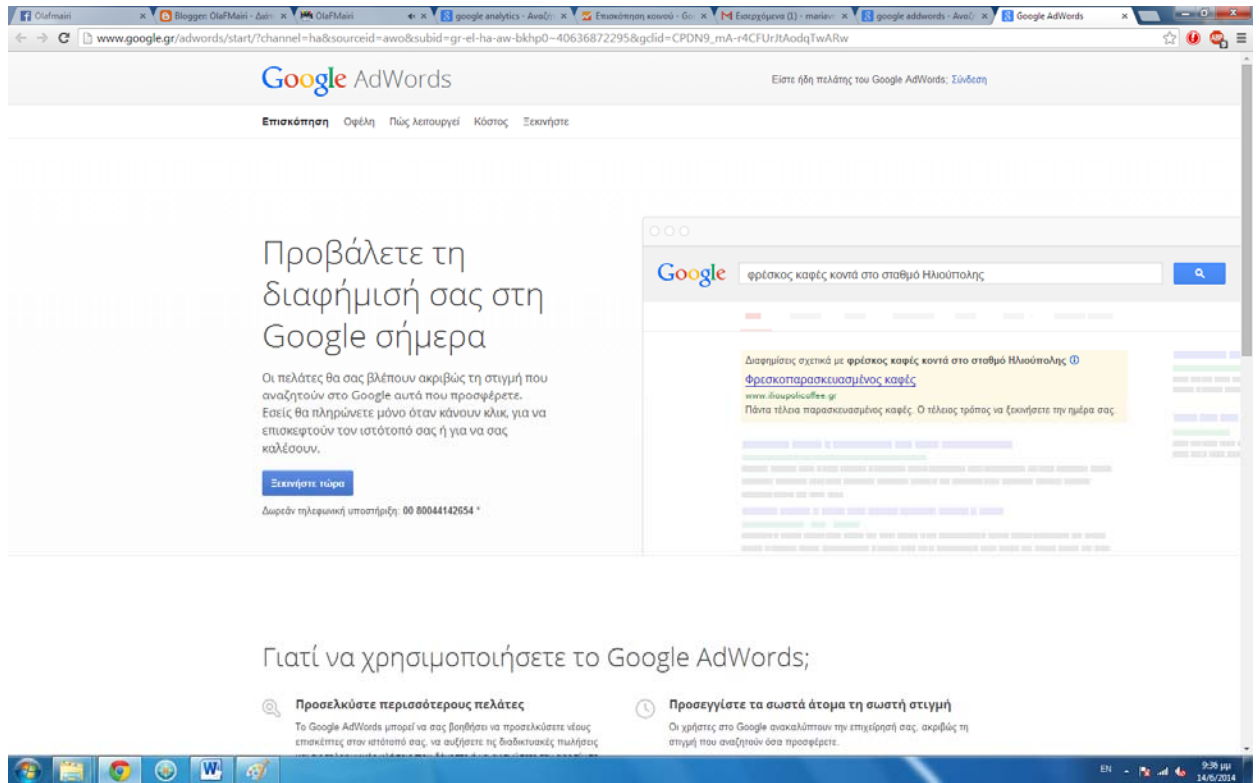 Olafmairi
Blogger: OlaFMairi - Διάτ
OlaFMairi
google analytics - Αναζήτ
Επισκόπηση κοινού - Goo
Εισερχόμενα (1) - mariavn
google addwords - Αναζ
Google AdWords
www.google.gr/adwords/start/?channel=ha&sourceid=awo&subid=gr-el-ha-aw-bkhp0~40636872295&gclid=CPDN9_mA-r4CFUrJtAodqTwARw
Google AdWords
Είστε ήδη πελάτης του Google AdWords; Σύνδεση
Επισκόπηση Οφέλη Πώς λειτουργεί Κόστος Ξεκινήστε
Προβάλετε τη
διαφήμισή σας στη
Google σήμερα
Οι πελάτες θα σας βλέπουν ακριβώς τη στιγμή που
αναζητούν στο Google αυτά που προσφέρετε.
Εσείς θα πληρώνετε μόνο όταν κάνουν κλικ, για να
επισκεφτούν τον ιστότοπό σας ή για να σας
καλέσουν.
Ξεκινήστε τώρα
Δωρεάν τηλεφωνική υποστήριξη: 00 80044142654 *
Google φρέσκος καφές κοντά στο σταθμό Ηλιούπολης
Διαφημίσεις σχετικά με φρέσκος καφές κοντά στο σταθμό Ηλιούπολης
Φρεσκοπαρασκευασμένος καφές
www.ilioupolicoffee.gr
Πάντα τέλεια παρασκευασμένος καφές. Ο τέλειος τρόπος να ξεκινήσετε την ημέρα σας.
Γιατί να χρησιμοποιήσετε το Google AdWords;
Προσελκύστε περισσότερους πελάτες
Το Google AdWords μπορεί να σας βοηθήσει να προσελκύσετε νέους
επισκέπτες στον ιστότοπό σας, να αυξήσετε τις διαδικτυακές πωλήσεις
Προσεγγίστε τα σωστά άτομα τη σωστή στιγμή
Οι χρήστες στο Google ανακαλύπτουν την επιχείρησή σας, ακριβώς τη
στιγμή που αναζητούν όσα προσφέρετε.
EN
9:36 μμ
14/6/2014